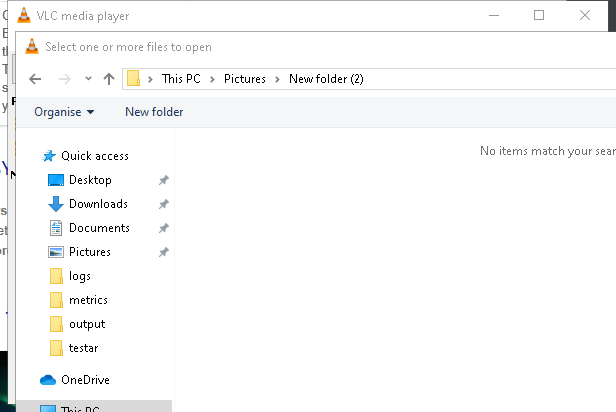 VLC media player
Select one or more files to open
This PC > Pictures > New folder (2)
Organise New folder
No items match your sear
Quick access
Desktop
Downloads
Documents
Pictures
logs
metrics
output
testar
OneDrive
This PC